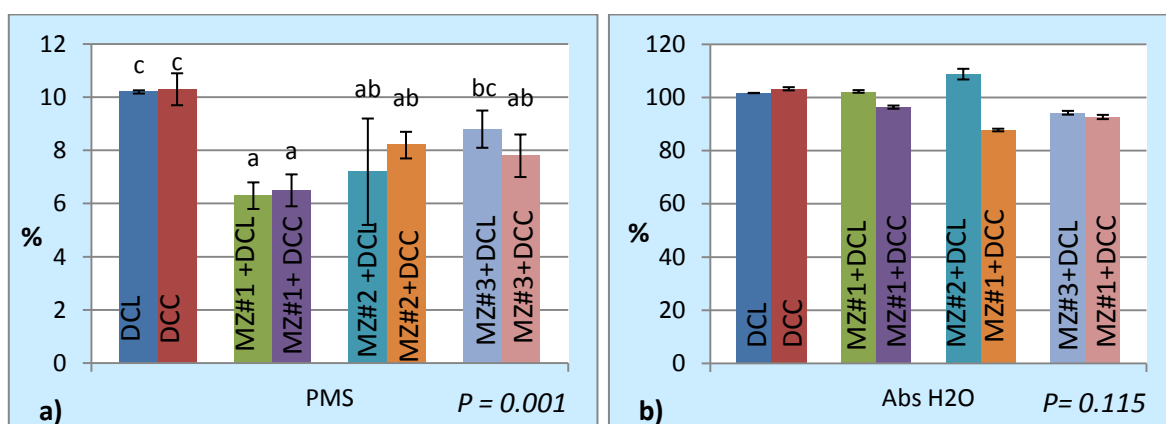 12
10
8
6
4
2
0
%
c
c
a
a
ab
ab
bc
ab
DCL
DCC
MZ#1 +DCL
MZ#1+ DCC
MZ#2 +DCL
MZ#2+DCC
MZ#3+DCL
MZ#3+DCC
a)
PMS
P = 0.001
120
100
80
60
40
20
0
%
DCL
DCC
MZ#1+DCL
MZ#1+DCC
MZ#2+DCL
MZ#1+DCC
MZ#3+DCL
MZ#1+DCC
b)
Abs H2O
P= 0.115